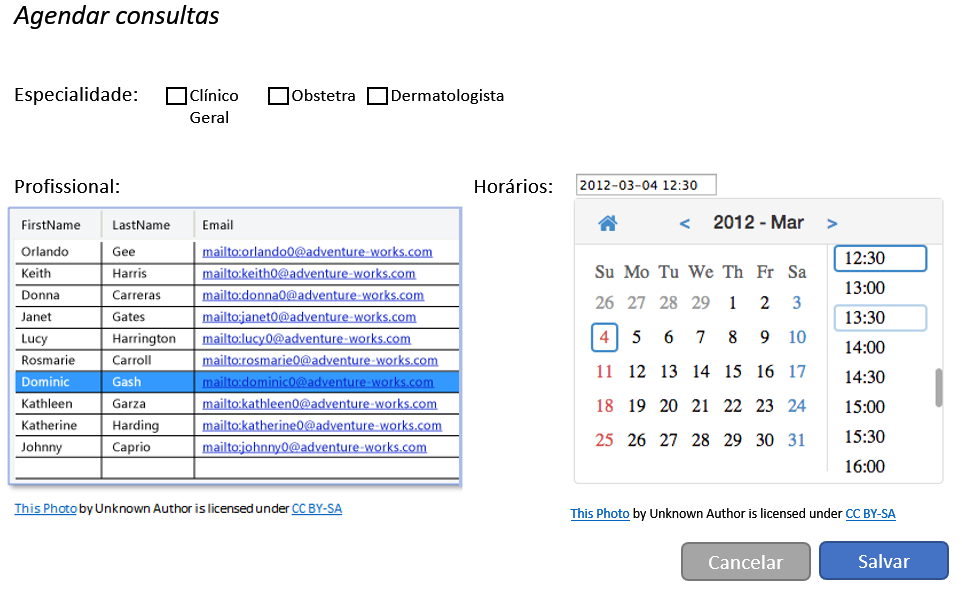 Agendar consultas
Especialidade: Clínico Geral Obstetra Dermatologista
Profissional:
FirstName LastName Email
Orlando Gee mailto:orlando0@adventure-works.com
Keith Harris mailto:keith0@adventure-works.com
Donna Carreras mailto:donna0@adventure-works.com
Janet Gates mailto:janet0@adventure-works.com
Lucy Harrington mailto:lucy0@adventure-works.com
Rosmarie Carroll mailto:rosmarie0@adventure-works.com
Dominic Gash mailto:dominic0@adventure-works.com
Kathleen Garza mailto:kathleen0@adventure-works.com
Katherine Harding mailto:katherine0@adventure-works.com
Johnny Caprio mailto:johnny0@adventure-works.com
This Photo by Unknown Author is licensed under CC BY-SA
Horários: 2012-03-04 12:30
< 2012 - Mar >
Su Mo Tu We Th Fr Sa
26 27 28 29 1 2 3
4 5 6 7 8 9 10
11 12 13 14 15 16 17
18 19 20 21 22 23 24
25 26 27 28 29 30 31
12:30
13:00
13:30
14:00
14:30
15:00
15:30
16:00
This Photo by Unknown Author is licensed under CC BY-SA
Cancelar Salvar